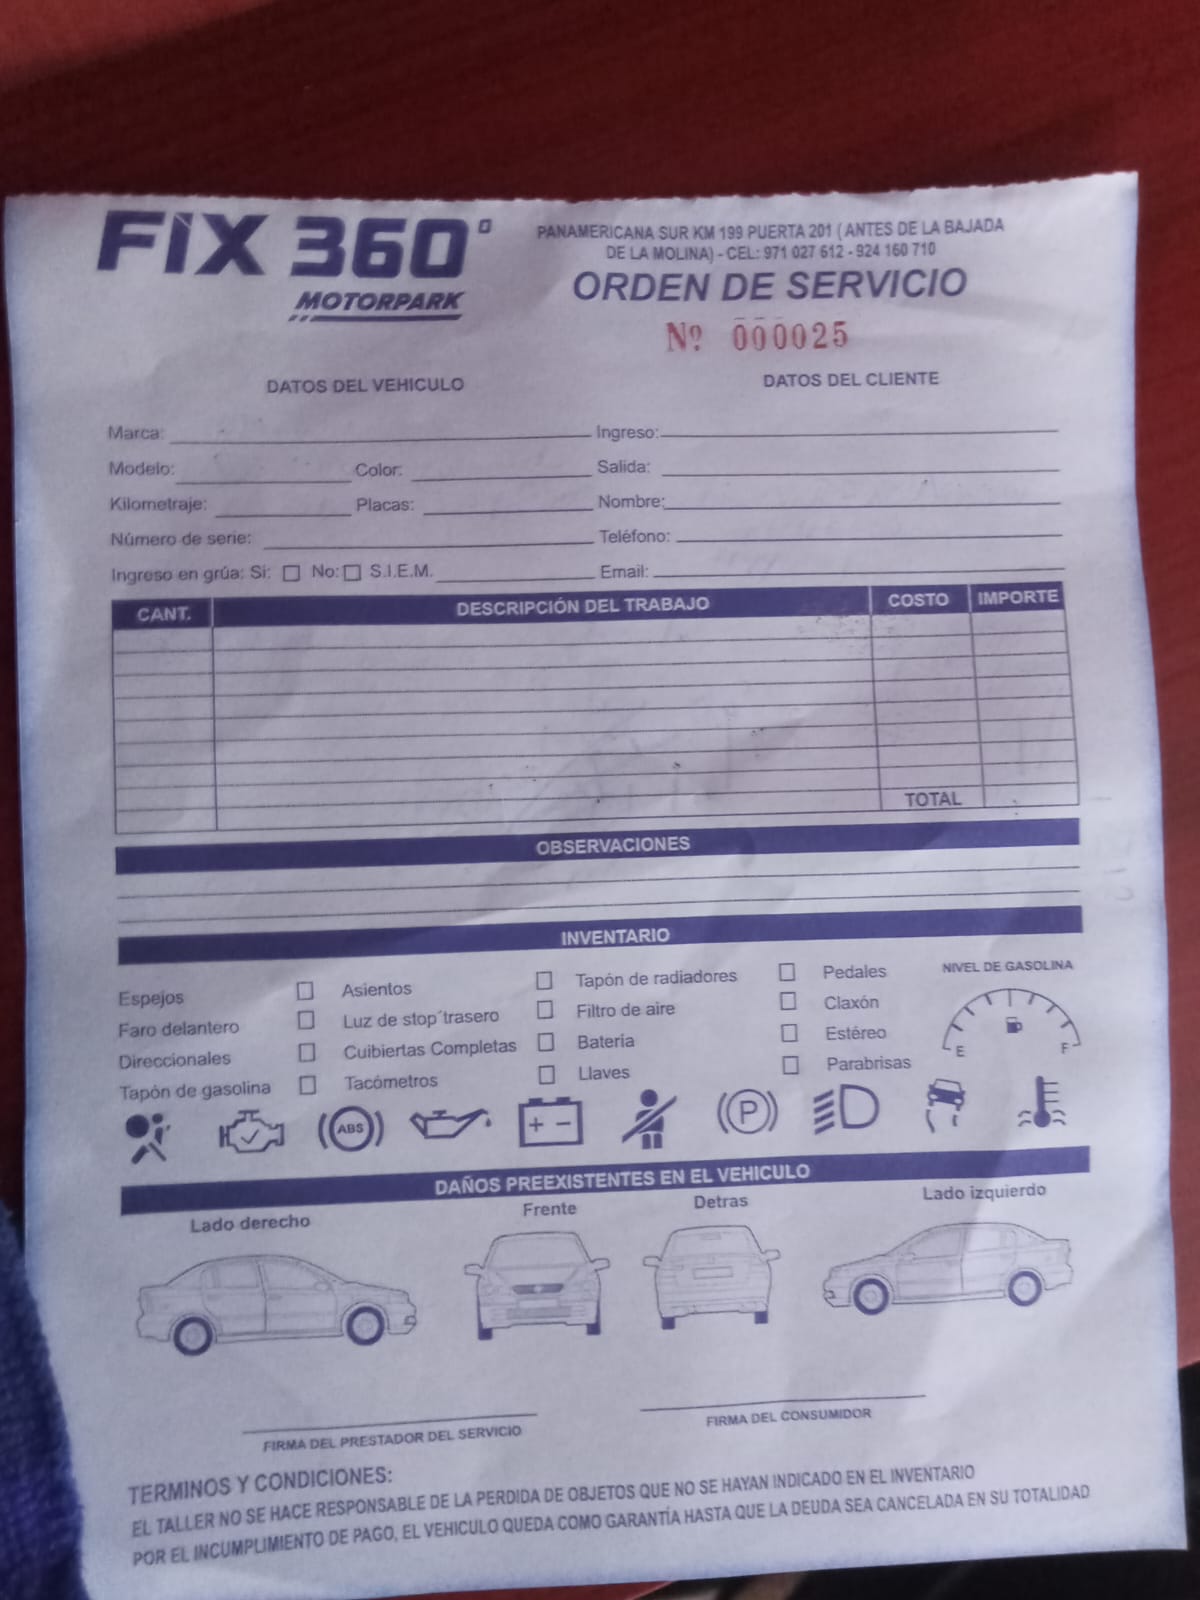 FIX 360°
MOTORPARK
PANAMERICANA SUR KM 199 PUERTA 201 ( ANTES DE LA BAJADA
DE LA MOLINA) - CEL: 971 027 612 - 924 160 710
ORDEN DE SERVICIO
Nº 000025
DATOS DEL VEHICULO
DATOS DEL CLIENTE
Marca: Ingreso:
Modelo: Color: Salida:
Kilometraje: Placas: Nombre:
Número de serie: Teléfono:
Ingreso en grúa: Si: No: S.I.E.M. Email:
CANT. DESCRIPCIÓN DEL TRABAJO COSTO IMPORTE
TOTAL
OBSERVACIONES
INVENTARIO
Espejos Asientos Tapón de radiadores Pedales NIVEL DE GASOLINA
Faro delantero Luz de stop´trasero Filtro de aire Claxón
Direccionales Cuibiertas Completas Batería Estéreo E F
Tapón de gasolina Tacómetros Llaves Parabrisas
ABS P
DAÑOS PREEXISTENTES EN EL VEHICULO
Lado derecho Frente Detras Lado izquierdo
FIRMA DEL PRESTADOR DEL SERVICIO FIRMA DEL CONSUMIDOR
TERMINOS Y CONDICIONES:
EL TALLER NO SE HACE RESPONSABLE DE LA PERDIDA DE OBJETOS QUE NO SE HAYAN INDICADO EN EL INVENTARIO
POR EL INCUMPLIMIENTO DE PAGO, EL VEHICULO QUEDA COMO GARANTÍA HASTA QUE LA DEUDA SEA CANCELADA EN SU TOTALIDAD